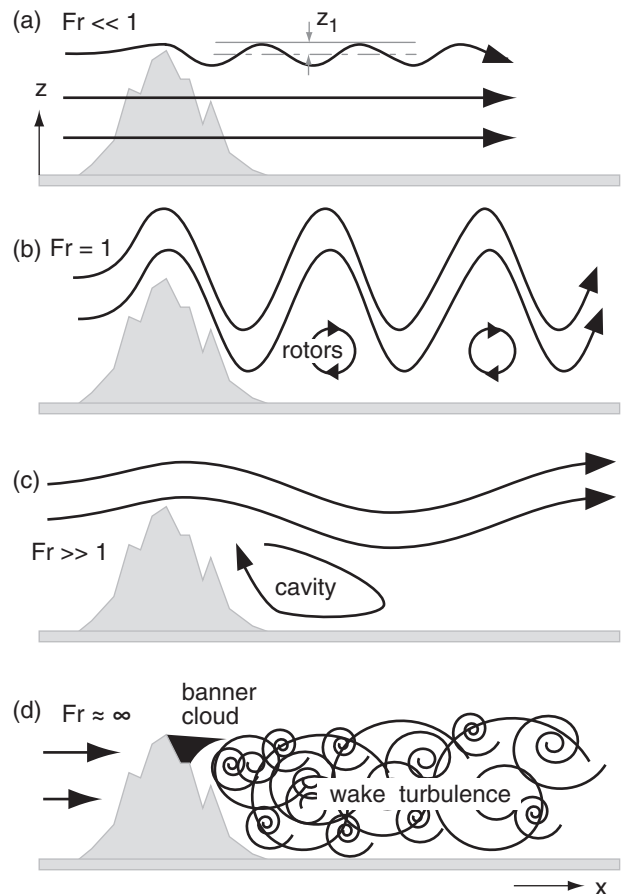 (a) Fr << 1
z₁
z
(b) Fr = 1
rotors
(c)
Fr >> 1
cavity
(d) Fr ≈ ∞
banner
cloud
wake turbulence
x